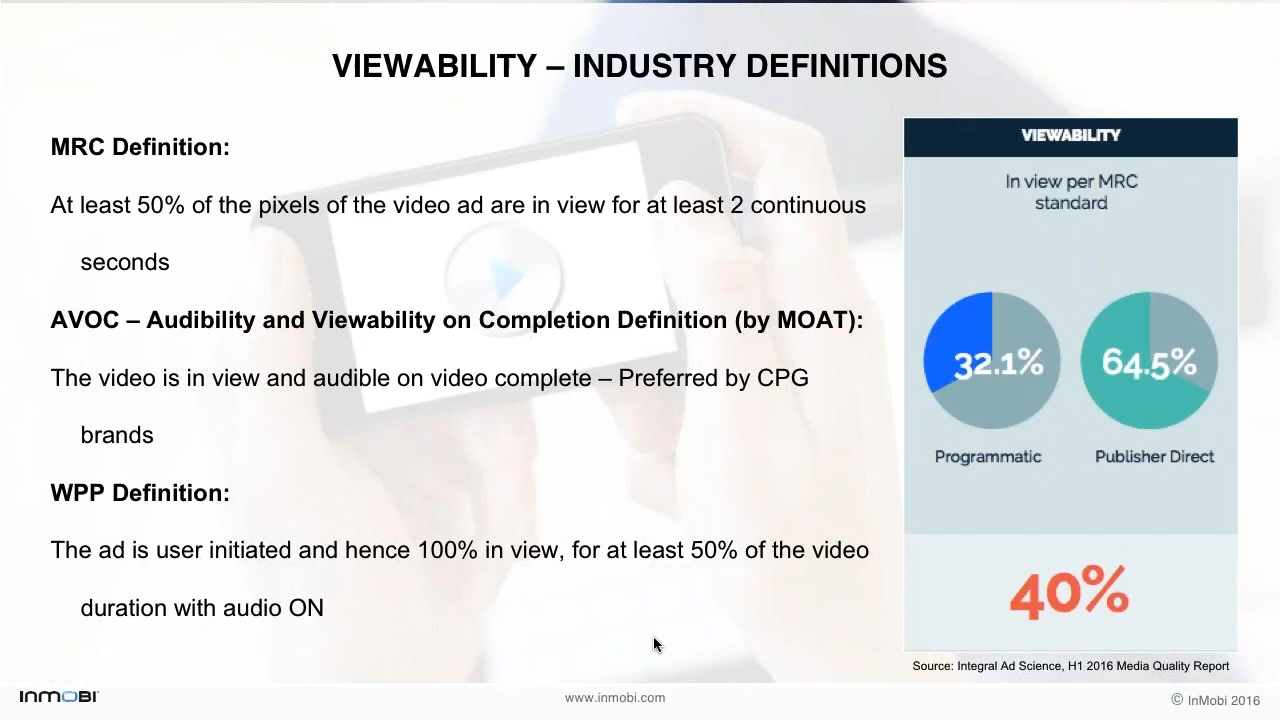 VIEWABILITY – INDUSTRY DEFINITIONS
MRC Definition:
At least 50% of the pixels of the video ad are in view for at least 2 continuous
seconds
AVOC – Audibility and Viewability on Completion Definition (by MOAT):
The video is in view and audible on video complete – Preferred by CPG
brands
WPP Definition:
The ad is user initiated and hence 100% in view, for at least 50% of the video
duration with audio ON
VIEWABILITY
In view per MRC
standard
32.1% 64.5%
Programmatic Publisher Direct
40%
Source: Integral Ad Science, H1 2016 Media Quality Report
INMOBI www.inmobi.com © InMobi 2016